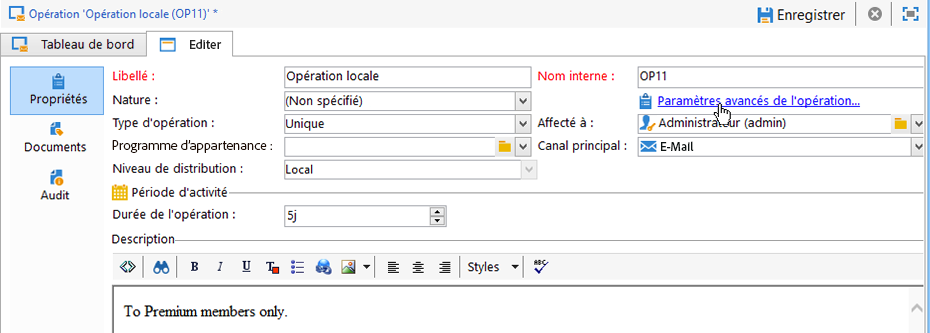 Opération 'Opération locale (OP11)' *
Enregistrer
Tableau de bord
Editer
Propriétés
Documents
Audit
Libellé :
Opération locale
Nom interne :
OP11
Nature :
(Non spécifié)
Paramètres avancés de l'opération...
Type d'opération :
Unique
Affecté à :
Administrateur (admin)
Programme d'appartenance :
Canal principal :
E-Mail
Niveau de distribution :
Local
Période d'activité
Durée de l'opération :
5j
Description
B I U T
Styles
ABC
To Premium members only.